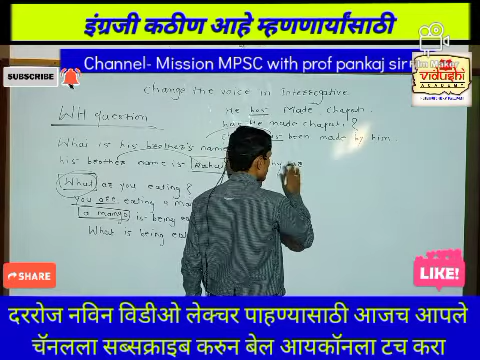 इंग्रजी कठीण आहे म्हणणार्यांसाठी
Channel- Mission MPSC with prof pankaj sir
SUBSCRIBE
vidushi
ACADEMY
Change the voice in Interrogative
WH question
He has made chapati.
Has he made chapati?
been made by him.
What is his brother's name
his brother name is
What are you eating?
You are eating a
a mango is being
What is being
SHARE
LIKE!
दररोज नविन विडीओ लेक्चर पाहण्यासाठी आजच आपले
चॅनलला सब्सक्राइब करुन बेल आयकॉनला टच करा